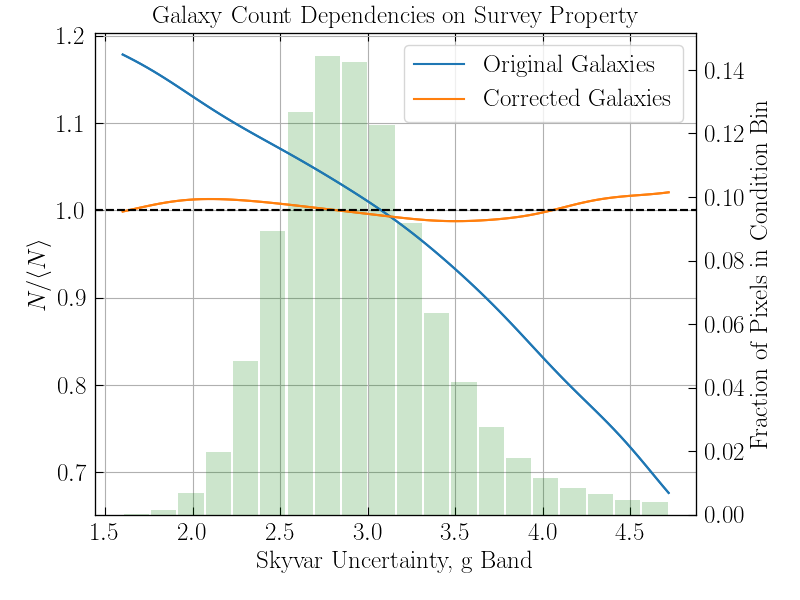 Galaxy Count Dependencies on Survey Property
Original Galaxies
Corrected Galaxies
N/⟨N⟩
1.2
1.1
1.0
0.9
0.8
0.7
0.14
0.12
0.10
0.08
0.06
0.04
0.02
0.00
Fraction of Pixels in Condition Bin
1.5 2.0 2.5 3.0 3.5 4.0 4.5
Skyvar Uncertainty, g Band